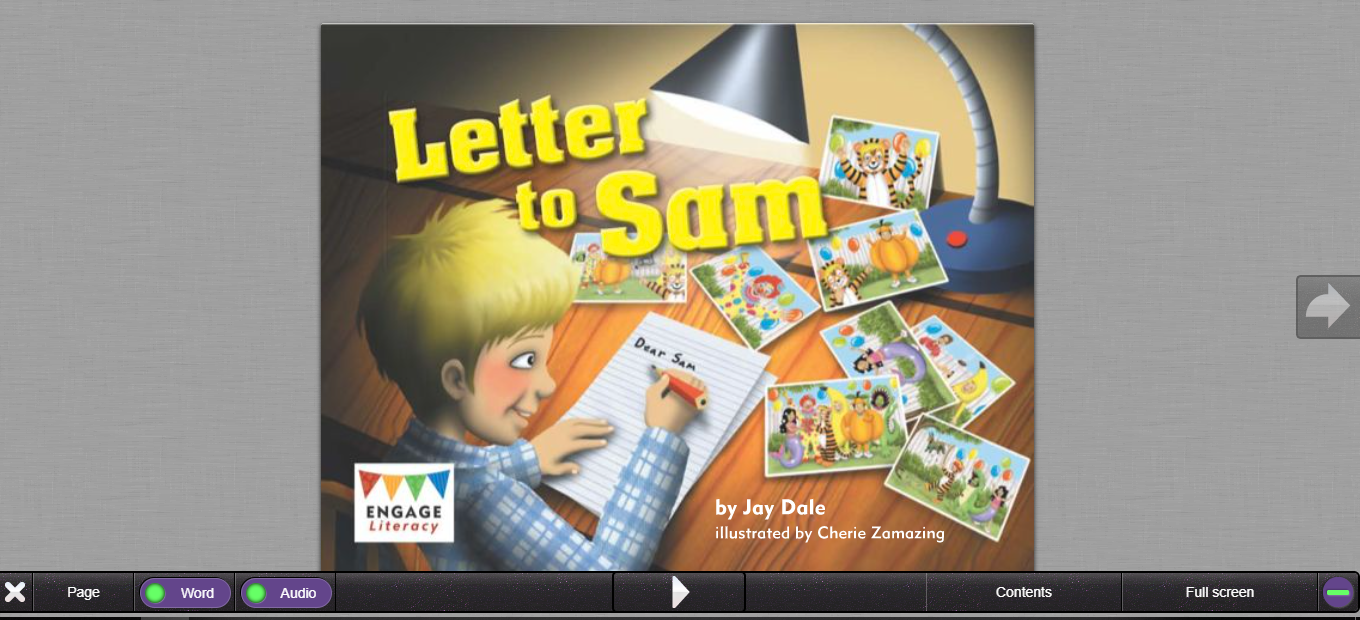 Letter
to Sam
Dear Sam
ENGAGE
Literacy
by Jay Dale
illustrated by Cherie Zamazing
Page
Word
Audio
Contents
Full screen